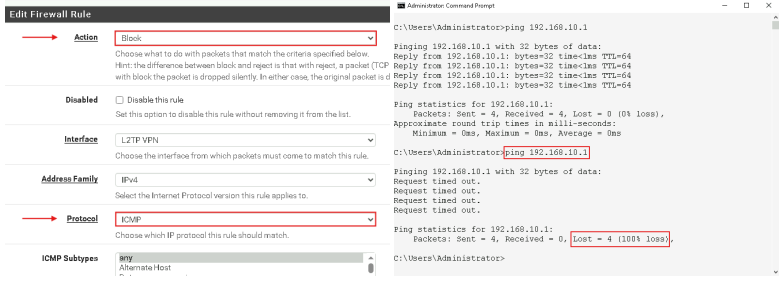 Edit Firewall Rule
Action
Block
Choose what to do with packets that match the criteria specified below.
Hint: the difference between block and reject is that with reject, a packet (TCP
with block the packet is dropped silently. In either case, the original packet is d
Disabled
Disable this rule
Set this option to disable this rule without removing it from the list.
Interface
L2TP VPN
Choose the interface from which packets must come to match this rule.
Address Family
IPv4
Select the Internet Protocol version this rule applies to.
Protocol
ICMP
Choose which IP protocol this rule should match.
ICMP Subtypes
any
Alternate Host
Administrator: Command Prompt
C:\Users\Administrator>ping 192.168.10.1
Pinging 192.168.10.1 with 32 bytes of data:
Reply from 192.168.10.1: bytes=32 time<1ms TTL=64
Reply from 192.168.10.1: bytes=32 time<1ms TTL=64
Reply from 192.168.10.1: bytes=32 time<1ms TTL=64
Reply from 192.168.10.1: bytes=32 time<1ms TTL=64
Ping statistics for 192.168.10.1:
Packets: Sent = 4, Received = 4, Lost = 0 (0% loss),
Approximate round trip times in milli-seconds:
Minimum = 0ms, Maximum = 0ms, Average = 0ms
C:\Users\Administrator>ping 192.168.10.1
Pinging 192.168.10.1 with 32 bytes of data:
Request timed out.
Request timed out.
Request timed out.
Request timed out.
Ping statistics for 192.168.10.1:
Packets: Sent = 4, Received = 0, Lost = 4 (100% loss),
C:\Users\Administrator>